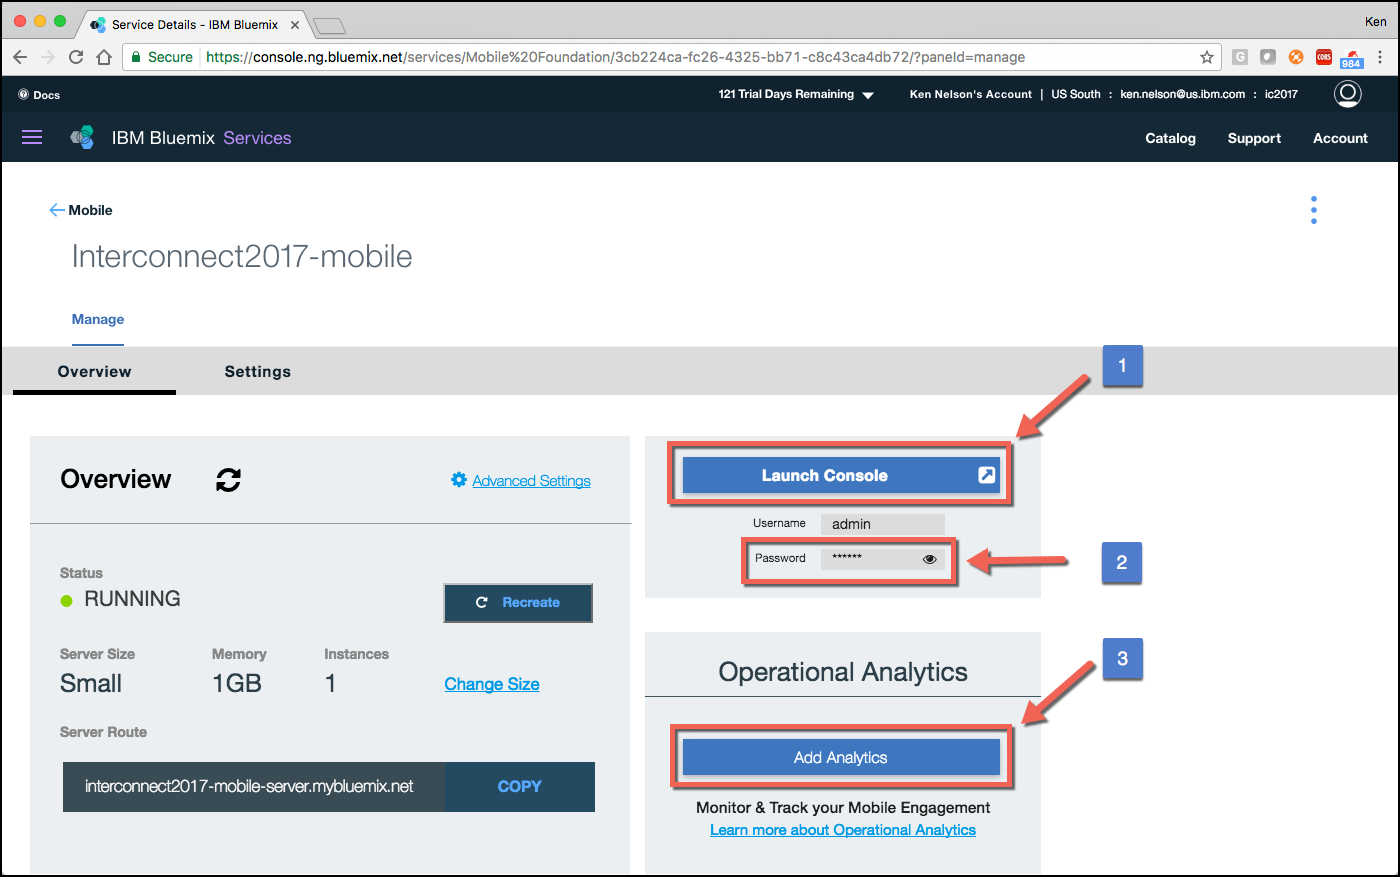 Service Details - IBM Bluemix
Ken
Secure
https://console.ng.bluemix.net/services/Mobile%20Foundation/3cb224ca-fc26-4325-bb71-c8c43ca4db72/?paneId=manage
G
CORS
984
Docs
121 Trial Days Remaining
Ken Nelson's Account | US South : ken.nelson@us.ibm.com : ic2017
IBM Bluemix Services
Catalog Support Account
Mobile
Interconnect2017-mobile
Manage
Overview Settings
1
Overview
Advanced Settings
Launch Console
Username admin
Password ******
2
Status
RUNNING
Recreate
Server Size Memory Instances
Small 1GB 1 Change Size
Server Route
interconnect2017-mobile-server.mybluemix.net COPY
3
Operational Analytics
Add Analytics
Monitor & Track your Mobile Engagement
Learn more about Operational Analytics